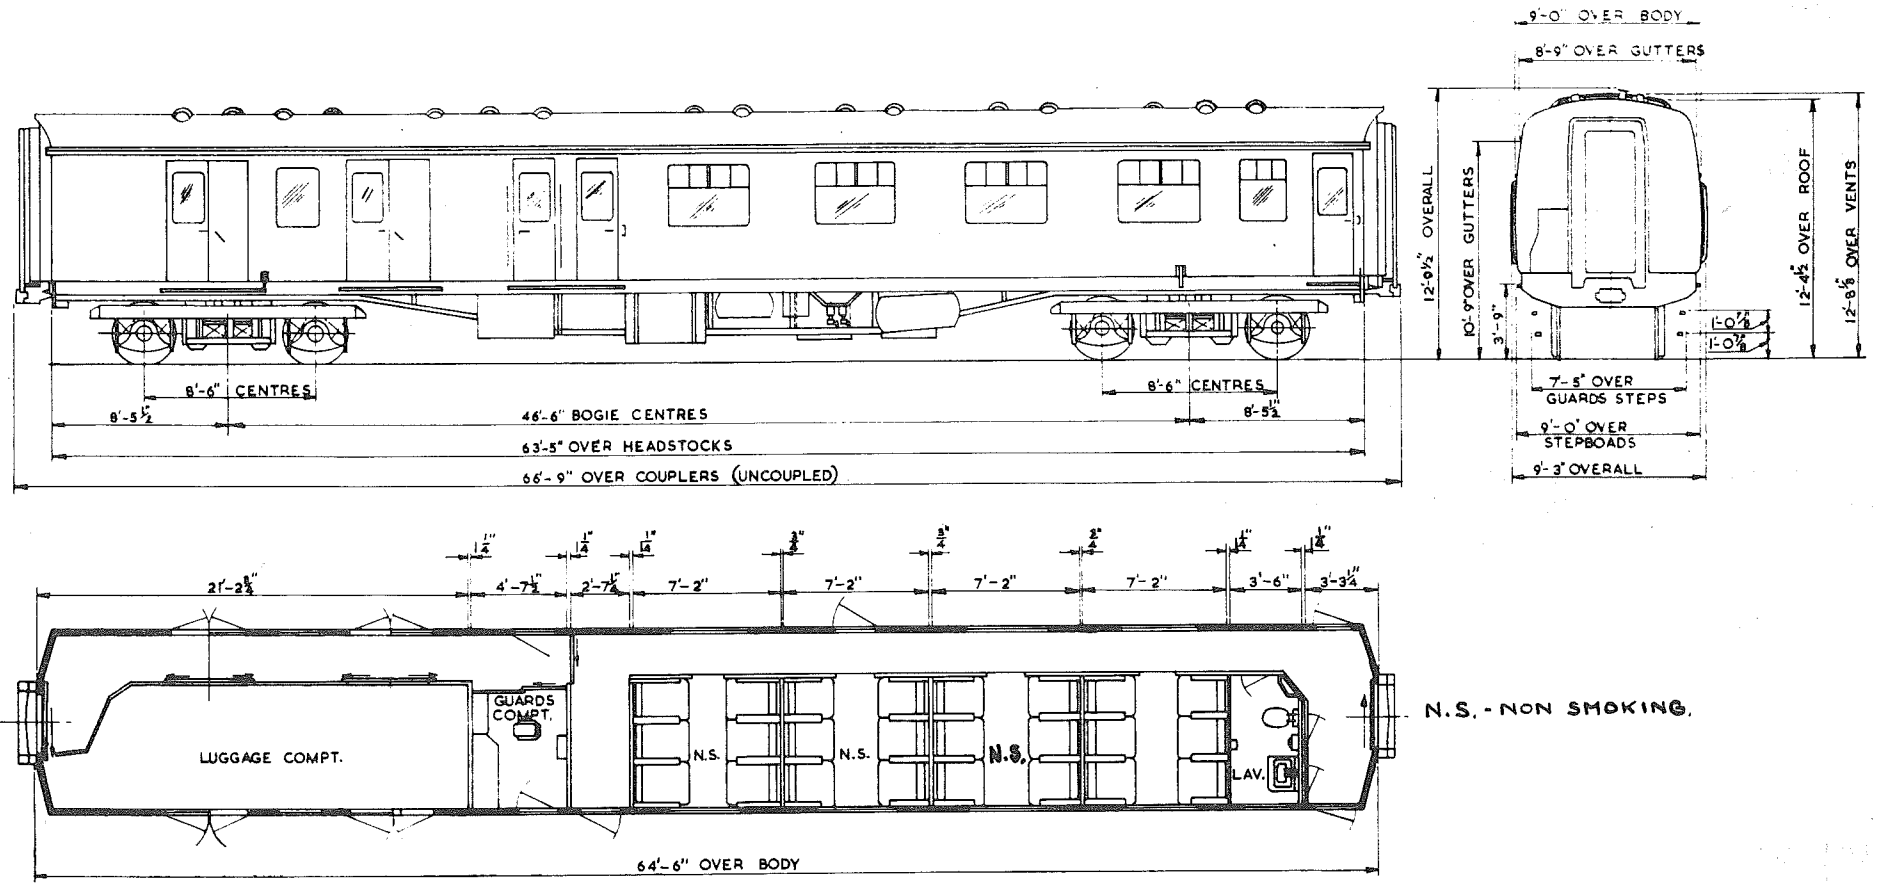 9'-0" OVER BODY
8'-9" OVER GUTTERS
12'-9½" OVERALL
10'-9" OVER GUTTERS
3'-9"
12'-4½" OVER ROOF
12'-8⅛" OVER VENTS
1'-0⅞"
1'-0⅞"
8'-6" CENTRES
8'-6" CENTRES
8'-5½"
46'-6" BOGIE CENTRES
8'-5½"
63'-5" OVER HEADSTOCKS
66'-9" OVER COUPLERS (UNCOUPLED)
7'-5" OVER
GUARDS STEPS
9'-0" OVER
STEPBOADS
9'-3" OVERALL
1¼"
1¼"
1¼"
¾"
¾"
¾"
1¼"
1¼"
21'-2¾"
4'-7½"
2'-7¼"
7'-2"
7'-2"
7'-2"
7'-2"
3'-6"
3'-3¼"
GUARDS
COMPT.
LUGGAGE COMPT.
N.S.
N.S.
N.S.
LAV.
N.S. - NON SMOKING.
64'-6" OVER BODY